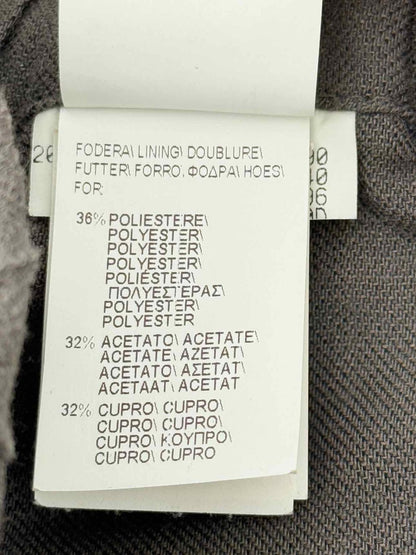 FODERA\ LINING\ DOUBLURE\
FUTTER\ FORRO, ΦΟΔΡΑ\ HOES\
FOR:
36% POLIESTERE\
POLYESTER\
POLYESTER\
POLYESTER\
POLIÉSTER\
ΠΟΛΥΕΣΤΕΡΑΣ\
POLYESTER\
POLYESTER
32% ACETATO\ ACETATE\
ACETATE\ AZETAT\
ACETATO\ ΑΣΕΤΑΤ\
ACETAAT\ ACETAT
32% CUPRO\ CUPRO\
CUPRO\ CUPRO\
CUPRO\ ΚΟΥΠΡΟ\
CUPRO\ CUPRO